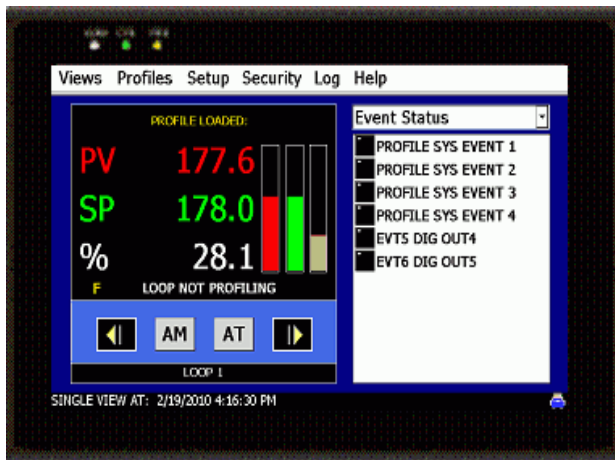 Views Profiles Setup Security Log Help
PROFILE LOADED:
PV 177.6
SP 178.0
% 28.1
F LOOP NOT PROFILING
AM AT
LOOP 1
Event Status
PROFILE SYS EVENT 1
PROFILE SYS EVENT 2
PROFILE SYS EVENT 3
PROFILE SYS EVENT 4
EVT5 DIG OUT4
EVT6 DIG OUT5
SINGLE VIEW AT: 2/19/2010 4:16:30 PM